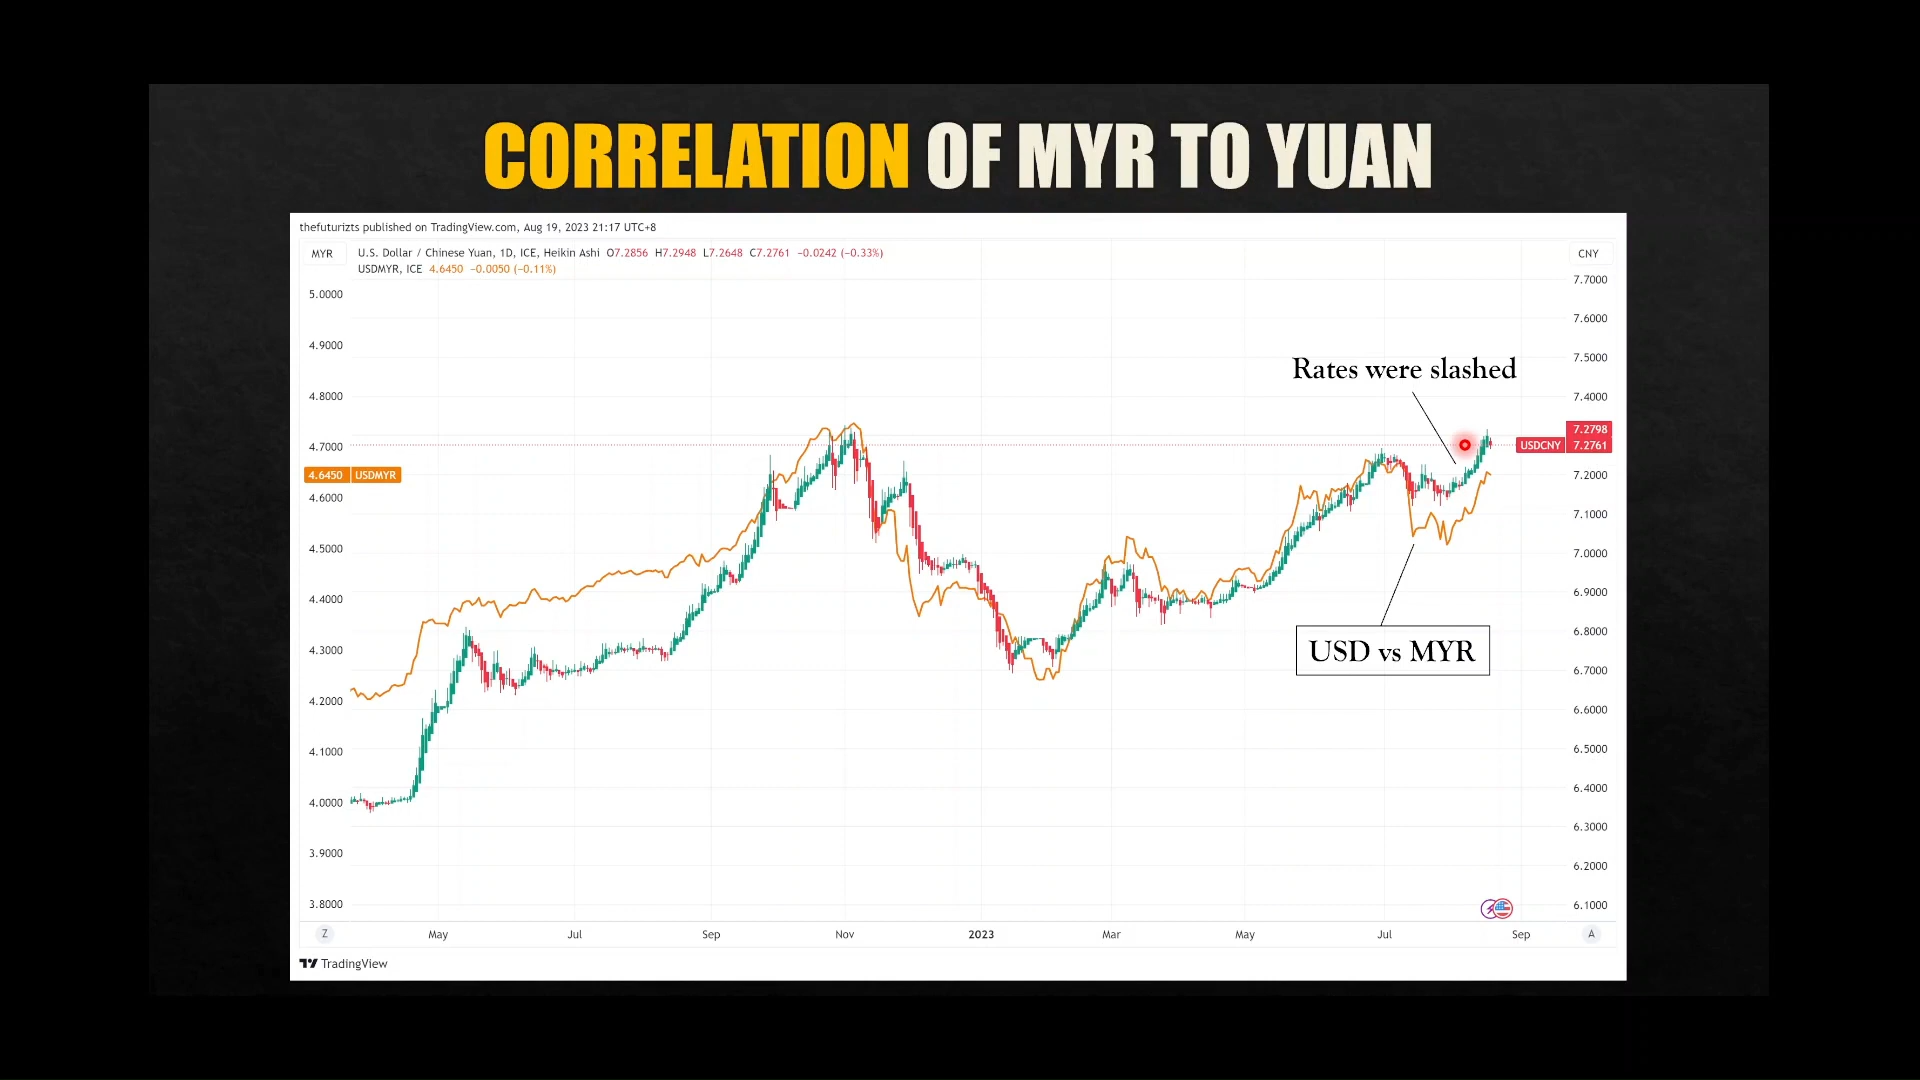 CORRELATION OF MYR TO YUAN
thefuturizts published on TradingView.com, Aug 19, 2023 21:17 UTC+8
MYR
U.S. Dollar / Chinese Yuan, 1D, ICE, Heikin Ashi O7.2856 H7.2948 L7.2648 C7.2761 −0.0242 (−0.33%)
CNY
USDMYR, ICE 4.6450 −0.0050 (−0.11%)
5.0000
4.9000
4.8000
4.7000
4.6450 USDMYR
4.6000
4.5000
4.4000
4.3000
4.2000
4.1000
4.0000
3.9000
3.8000
Rates were slashed
USD vs MYR
7.7000
7.6000
7.5000
7.4000
7.2798
USDCNY 7.2761
7.2000
7.1000
7.0000
6.9000
6.8000
6.7000
6.6000
6.5000
6.4000
6.3000
6.2000
6.1000
Z May Jul Sep Nov 2023 Mar May Jul Sep A
TradingView